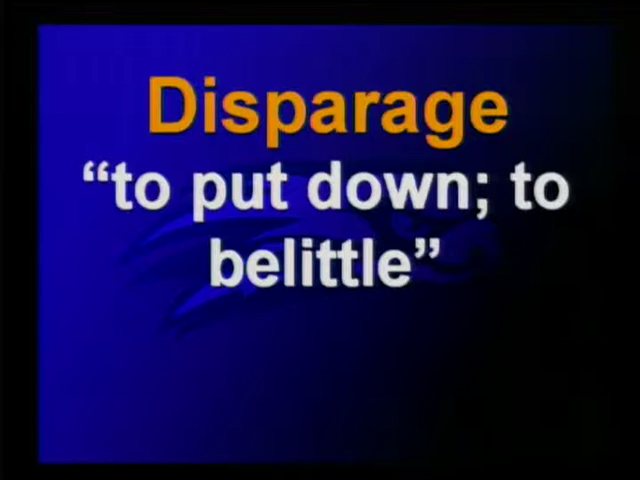 Disparage
“to put down; to
belittle”